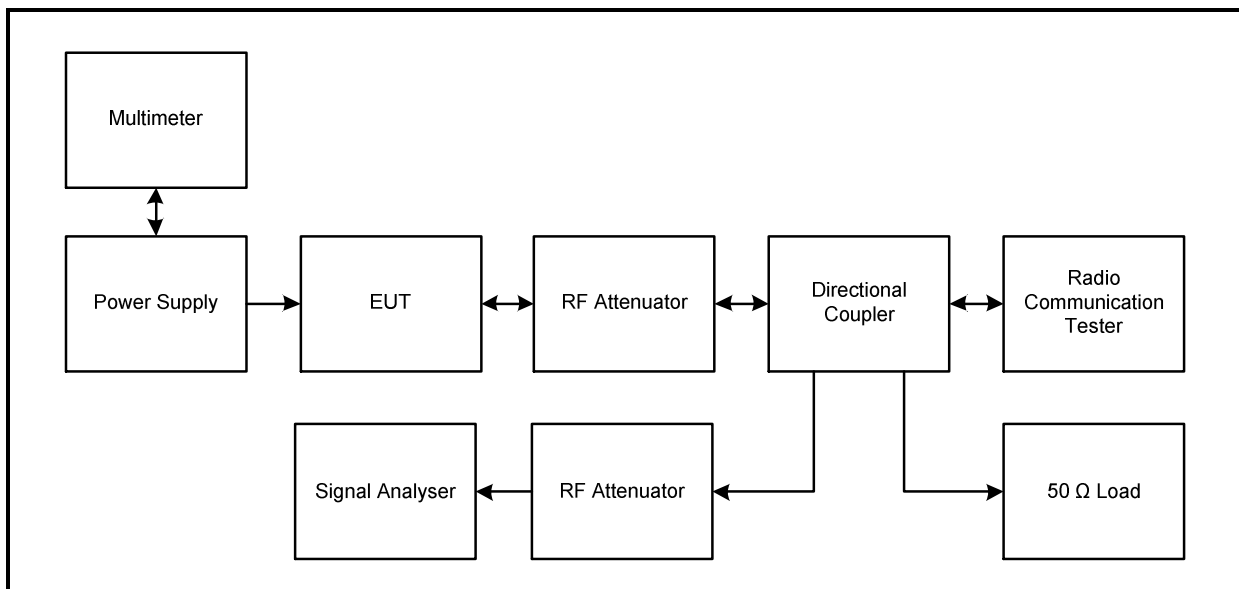 Multimeter
Power Supply
EUT
RF Attenuator
Directional
Coupler
Radio
Communication
Tester
Signal Analyser
RF Attenuator
50 Ω Load